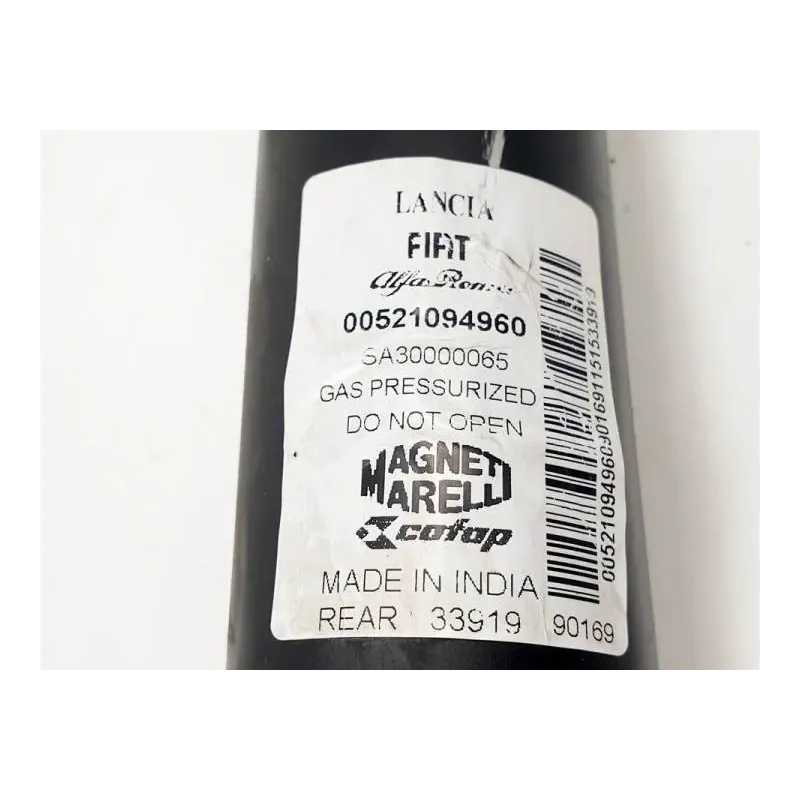 LANCIA
FIAT
Alfa Romeo
00521094960
SA30000065
GAS PRESSURIZED
DO NOT OPEN
MAGNETI
MARELLI
cofap
MADE IN INDIA
REAR 33919 90169
00521094960901691151533919